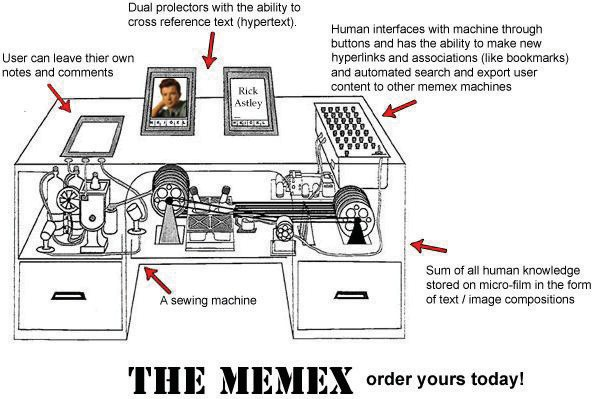 Dual prolectors with the ability to
cross reference text (hypertext).
Human interfaces with machine through
buttons and has the ability to make new
hyperlinks and associations (like bookmarks)
and automated search and export user
content to other memex machines
User can leave thier own
notes and comments
Rick
Astley
Sum of all human knowledge
stored on micro-film in the form
of text / image compositions
A sewing machine
THE MEMEX order yours today!